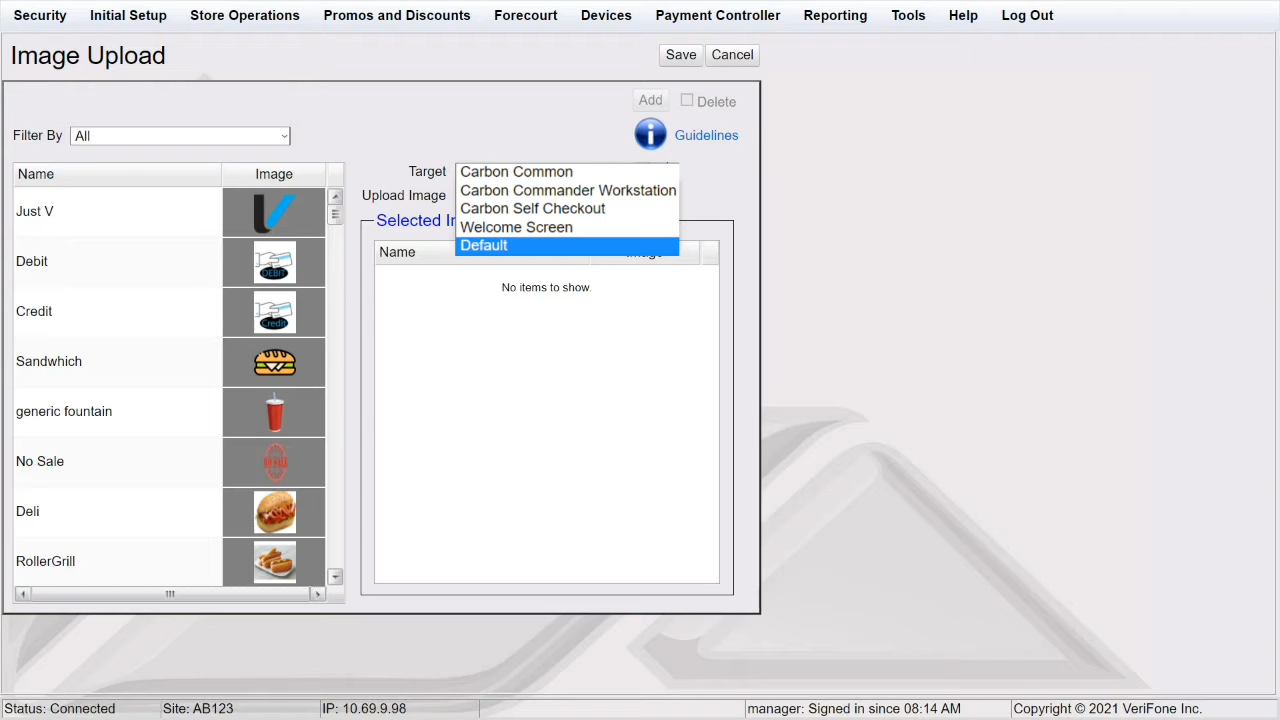 Security Initial Setup Store Operations Promos and Discounts Forecourt Devices Payment Controller Reporting Tools Help Log Out
Image Upload
Save Cancel
Add Delete
Filter By All
Guidelines
Name Image
Target
Upload Image
Carbon Common
Carbon Commander Workstation
Carbon Self Checkout
Welcome Screen
Default
Selected
Name
No items to show.
Just V
Debit
DEBIT
Credit
Credit
Sandwhich
generic fountain
No Sale
Deli
RollerGrill
Status: Connected Site: AB123 IP: 10.69.9.98 manager: Signed in since 08:14 AM Copyright © 2021 VeriFone Inc.